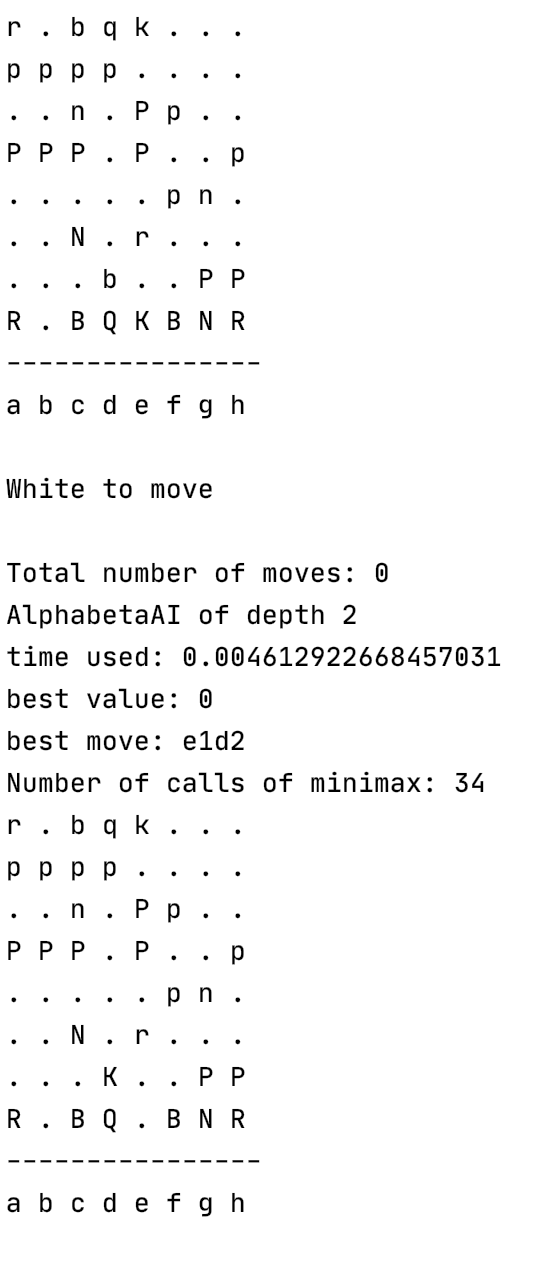 r . b q k . . .
p p p p . . . .
. . n . P p . .
P P P . P . . p
. . . . . p n .
. . N . r . . .
. . . b . . P P
R . B Q K B N R
----------------
a b c d e f g h
White to move
Total number of moves: 0
AlphabetaAI of depth 2
time used: 0.004612922668457031
best value: 0
best move: e1d2
Number of calls of minimax: 34
r . b q k . . .
p p p p . . . .
. . n . P p . .
P P P . P . . p
. . . . . p n .
. . N . r . . .
. . . K . . P P
R . B Q . B N R
----------------
a b c d e f g h